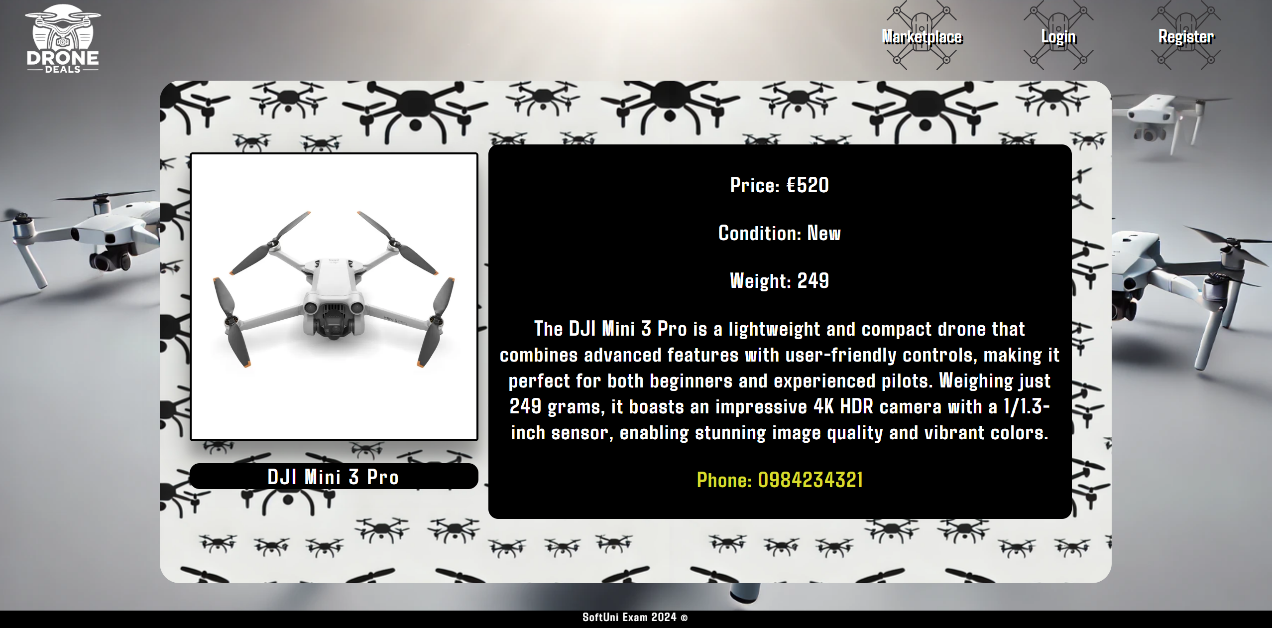 DRONE
DEALS
Marketplace
Login
Register
Price: €520
Condition: New
Weight: 249
The DJI Mini 3 Pro is a lightweight and compact drone that
combines advanced features with user-friendly controls, making it
perfect for both beginners and experienced pilots. Weighing just
249 grams, it boasts an impressive 4K HDR camera with a 1/1.3-
inch sensor, enabling stunning image quality and vibrant colors.
Phone: 0984234321
DJI Mini 3 Pro
SoftUni Exam 2024 ©